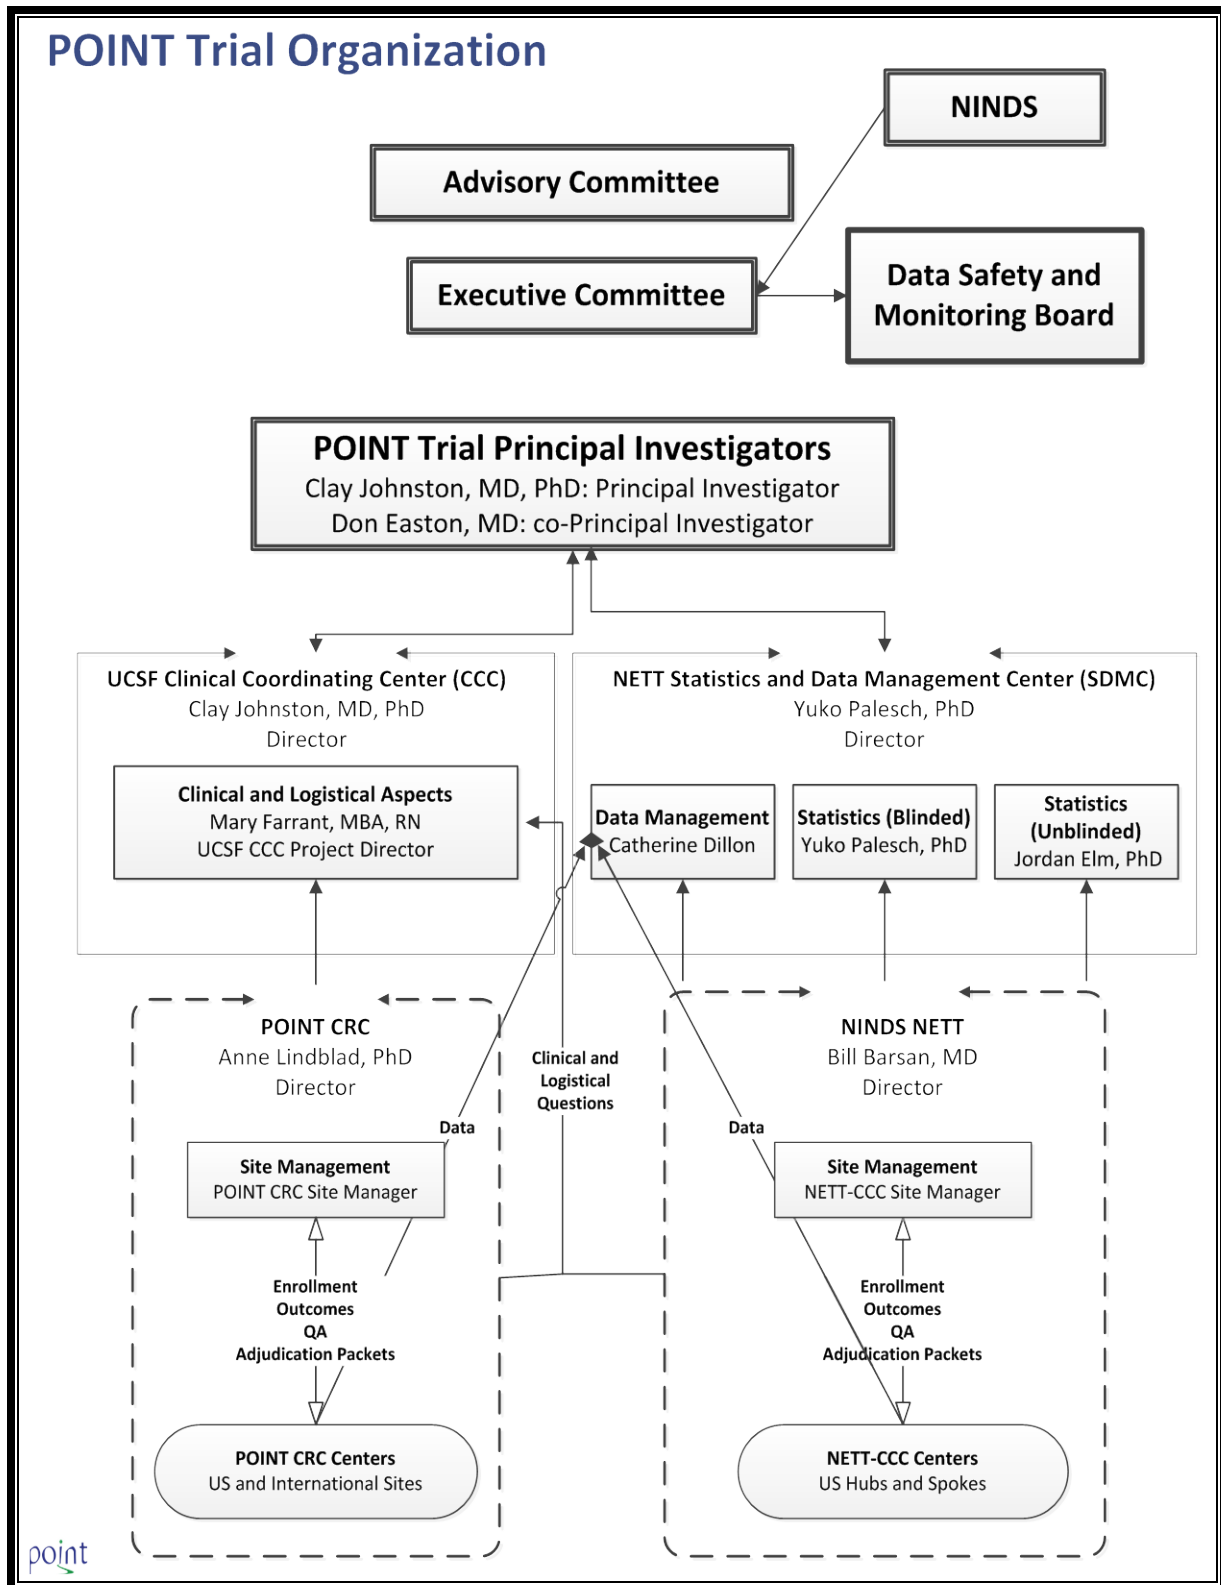 POINT Trial Organization
NINDS
Advisory Committee
Executive Committee
Data Safety and
Monitoring Board
POINT Trial Principal Investigators
Clay Johnston, MD, PhD: Principal Investigator
Don Easton, MD: co-Principal Investigator
UCSF Clinical Coordinating Center (CCC)
Clay Johnston, MD, PhD
Director
Clinical and Logistical Aspects
Mary Farrant, MBA, RN
UCSF CCC Project Director
NETT Statistics and Data Management Center (SDMC)
Yuko Palesch, PhD
Director
Data Management
Catherine Dillon
Statistics (Blinded)
Yuko Palesch, PhD
Statistics
(Unblinded)
Jordan Elm, PhD
POINT CRC
Anne Lindblad, PhD
Director
Clinical and
Logistical
Questions
NINDS NETT
Bill Barsan, MD
Director
Data
Data
Site Management
POINT CRC Site Manager
Site Management
NETT-CCC Site Manager
Enrollment
Outcomes
QA
Adjudication Packets
Enrollment
Outcomes
QA
Adjudication Packets
POINT CRC Centers
US and International Sites
NETT-CCC Centers
US Hubs and Spokes
point